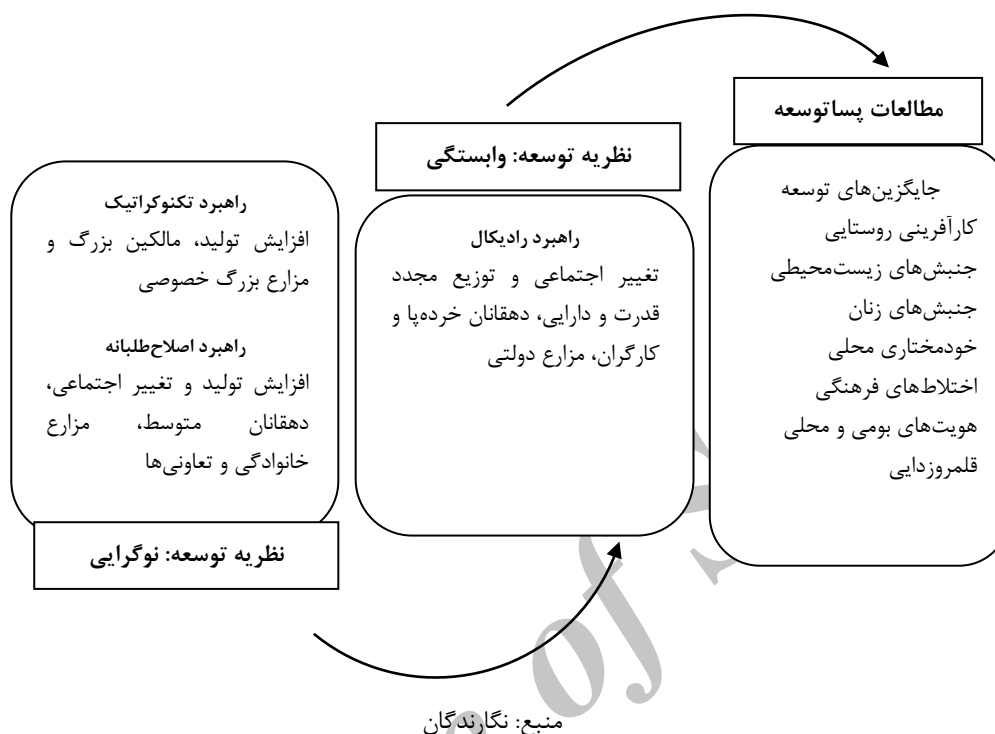 مطالعات پساتوسعه
جایگزین‌های توسعه
کارآفرینی روستایی
جنبش‌های زیست‌محیطی
جنبش‌های زنان
خودمختاری محلی
اختلاط‌های فرهنگی
هویت‌های بومی و محلی
قلمروزدایی
نظریه توسعه: وابستگی
راهبرد رادیکال
تغییر اجتماعی و توزیع مجدد
قدرت و دارایی، دهقانان خرده‌پا و
کارگران، مزارع دولتی
راهبرد تکنوکراتیک
افزایش تولید، مالکین بزرگ و
مزارع بزرگ خصوصی
راهبرد اصلاح‌طلبانه
افزایش تولید و تغییر اجتماعی،
دهقانان متوسط، مزارع
خانوادگی و تعاونی‌ها
نظریه توسعه: نوگرایی
of
منبع: نگارندگان